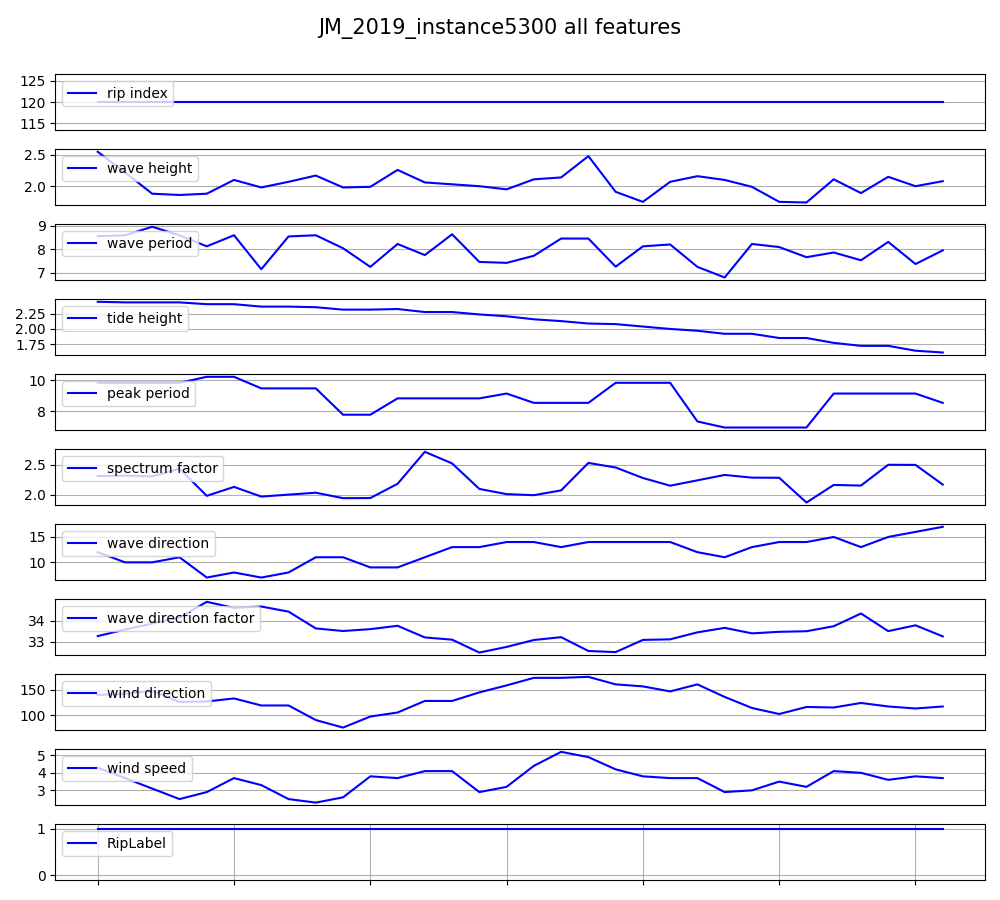 JM_2019_instance5300 all features
125
120
115
rip index
2.5
2.0
wave height
9
8
7
wave period
2.25
2.00
1.75
tide height
10
8
peak period
2.5
2.0
spectrum factor
15
10
wave direction
34
33
wave direction factor
150
100
wind direction
5
4
3
wind speed
1
0
RipLabel